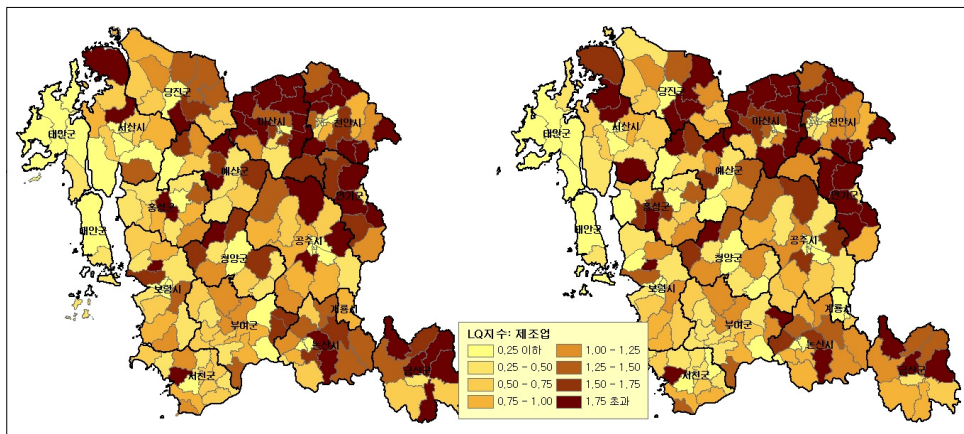 당진군
태안군
서산시
아산시
천안시
예산군
연기군
홍성군
태안군
공주시
청양군
보령시
부여군
계룡시
논산시
서천군
금산군
당진군
태안군
서산시
아산시
천안시
예산군
연기군
홍성군
태안군
공주시
청양군
보령시
부여군
계룡시
논산시
서천군
금산군
LQ지수: 제조업
0,25 이하
0,25 - 0,50
0,50 - 0,75
0,75 - 1,00
1,00 - 1,25
1,25 - 1,50
1,50 - 1,75
1,75 초과